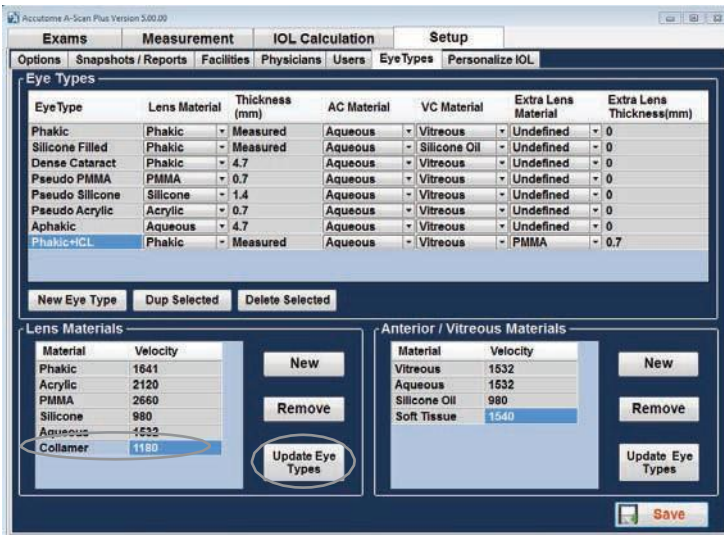 Accutome A-Scan Plus Version 5.00.00
Exams Measurement IOL Calculation Setup
Options Snapshots / Reports Facilities Physicians Users Eye Types Personalize IOL
Eye Types
Eye Type Lens Material Thickness (mm) AC Material VC Material Extra Lens Material Extra Lens Thickness(mm)
Phakic Phakic Measured Aqueous Vitreous Undefined 0
Silicone Filled Phakic Measured Aqueous Silicone Oil Undefined 0
Dense Cataract Phakic 4.7 Aqueous Vitreous Undefined 0
Pseudo PMMA PMMA 0.7 Aqueous Vitreous Undefined 0
Pseudo Silicone Silicone 1.4 Aqueous Vitreous Undefined 0
Pseudo Acrylic Acrylic 0.7 Aqueous Vitreous Undefined 0
Aphakic Aqueous 4.7 Aqueous Vitreous Undefined 0
Phakic+ICL Phakic Measured Aqueous Vitreous PMMA 0.7
New Eye Type Dup Selected Delete Selected
Lens Materials
Material Velocity
Phakic 1641
Acrylic 2120
PMMA 2660
Silicone 980
Aqueous 1532
Collamer 1180
New
Remove
Update Eye Types
Anterior / Vitreous Materials
Material Velocity
Vitreous 1532
Aqueous 1532
Silicone Oil 980
Soft Tissue 1540
New
Remove
Update Eye Types
Save